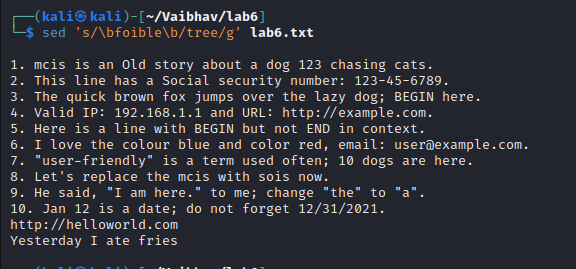 ┌──(kali㉿kali)-[~/Vaibhav/lab6]
└─$ sed 's/\bfoible\b/tree/g' lab6.txt
1. mcis is an Old story about a dog 123 chasing cats.
2. This line has a Social security number: 123-45-6789.
3. The quick brown fox jumps over the lazy dog; BEGIN here.
4. Valid IP: 192.168.1.1 and URL: http://example.com.
5. Here is a line with BEGIN but not END in context.
6. I love the colour blue and color red, email: user@example.com.
7. "user-friendly" is a term used often; 10 dogs are here.
8. Let's replace the mcis with sois now.
9. He said, "I am here." to me; change "the" to "a".
10. Jan 12 is a date; do not forget 12/31/2021.
http://helloworld.com
Yesterday I ate fries
┌──(kali㉿kali)-[~/Vaibhav/lab6]